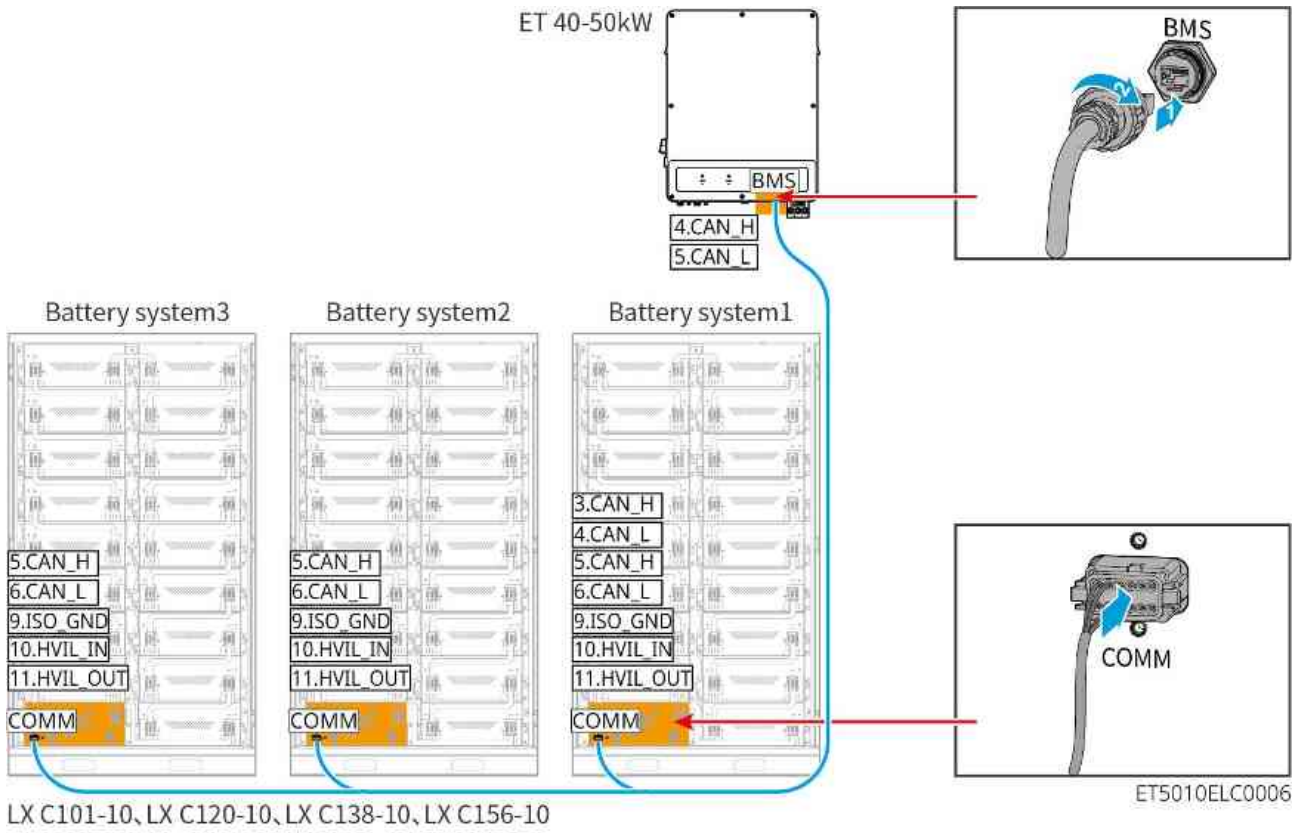 ET 40-50kW
BMS
2
1
BMS
4.CAN_H
5.CAN_L
Battery system3
Battery system2
Battery system1
5.CAN_H
6.CAN_L
9.ISO_GND
10.HVIL_IN
11.HVIL_OUT
COMM
5.CAN_H
6.CAN_L
9.ISO_GND
10.HVIL_IN
11.HVIL_OUT
COMM
3.CAN_H
4.CAN_L
5.CAN_H
6.CAN_L
9.ISO_GND
10.HVIL_IN
11.HVIL_OUT
COMM
COMM
ET5010ELC0006
LX C101-10、LX C120-10、LX C138-10、LX C156-10